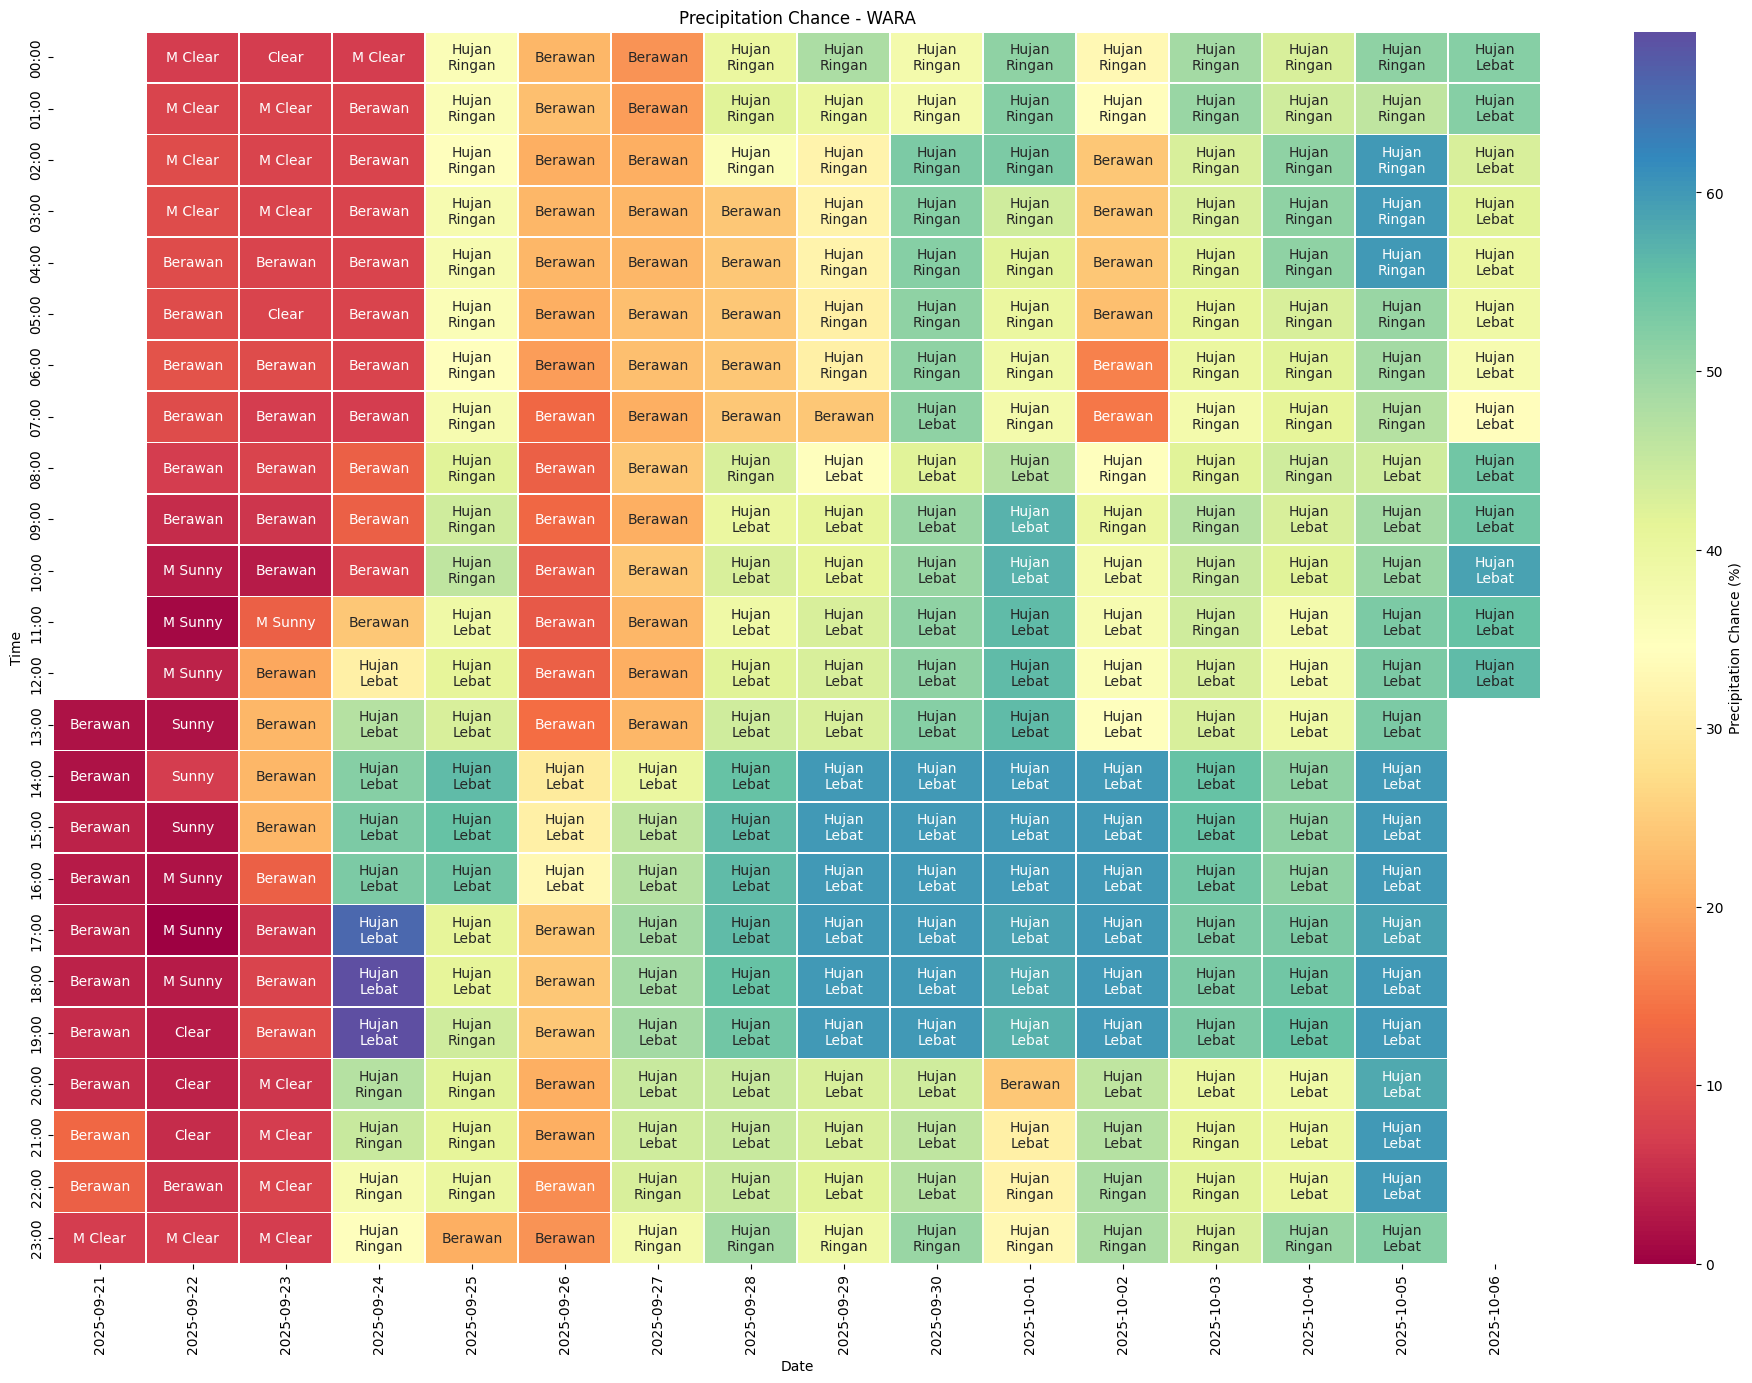 Precipitation Chance - WARA
00:00 M Clear Clear M Clear Hujan Ringan Berawan Berawan Hujan Ringan Hujan Ringan Hujan Ringan Hujan Ringan Hujan Ringan Hujan Ringan Hujan Ringan Hujan Ringan Hujan Lebat
01:00 M Clear M Clear Berawan Hujan Ringan Berawan Berawan Hujan Ringan Hujan Ringan Hujan Ringan Hujan Ringan Hujan Ringan Hujan Ringan Hujan Ringan Hujan Ringan Hujan Lebat
02:00 M Clear M Clear Berawan Hujan Ringan Berawan Berawan Hujan Ringan Hujan Ringan Hujan Ringan Hujan Ringan Berawan Hujan Ringan Hujan Ringan Hujan Ringan Hujan Lebat
03:00 M Clear M Clear Berawan Hujan Ringan Berawan Berawan Berawan Hujan Ringan Hujan Ringan Hujan Ringan Berawan Hujan Ringan Hujan Ringan Hujan Ringan Hujan Lebat
04:00 Berawan Berawan Berawan Hujan Ringan Berawan Berawan Berawan Hujan Ringan Hujan Ringan Hujan Ringan Berawan Hujan Ringan Hujan Ringan Hujan Ringan Hujan Lebat
05:00 Berawan Clear Berawan Hujan Ringan Berawan Berawan Berawan Hujan Ringan Hujan Ringan Hujan Ringan Berawan Hujan Ringan Hujan Ringan Hujan Ringan Hujan Lebat
06:00 Berawan Berawan Berawan Hujan Ringan Berawan Berawan Berawan Hujan Ringan Hujan Ringan Hujan Ringan Berawan Hujan Ringan Hujan Ringan Hujan Ringan Hujan Lebat
07:00 Berawan Berawan Berawan Hujan Ringan Berawan Berawan Berawan Berawan Hujan Lebat Hujan Ringan Berawan Hujan Ringan Hujan Ringan Hujan Ringan Hujan Lebat
08:00 Berawan Berawan Berawan Hujan Ringan Berawan Berawan Hujan Ringan Hujan Lebat Hujan Lebat Hujan Lebat Hujan Ringan Hujan Ringan Hujan Ringan Hujan Lebat Hujan Lebat
09:00 Berawan Berawan Berawan Hujan Ringan Berawan Berawan Hujan Lebat Hujan Lebat Hujan Lebat Hujan Lebat Hujan Ringan Hujan Ringan Hujan Lebat Hujan Lebat Hujan Lebat
10:00 M Sunny Berawan Berawan Hujan Ringan Berawan Berawan Hujan Lebat Hujan Lebat Hujan Lebat Hujan Lebat Hujan Lebat Hujan Ringan Hujan Lebat Hujan Lebat Hujan Lebat
11:00 M Sunny M Sunny Berawan Hujan Lebat Berawan Berawan Hujan Lebat Hujan Lebat Hujan Lebat Hujan Lebat Hujan Lebat Hujan Ringan Hujan Lebat Hujan Lebat Hujan Lebat
12:00 M Sunny Berawan Hujan Lebat Hujan Lebat Berawan Berawan Hujan Lebat Hujan Lebat Hujan Lebat Hujan Lebat Hujan Lebat Hujan Lebat Hujan Lebat Hujan Lebat Hujan Lebat
13:00 Berawan Sunny Berawan Hujan Lebat Hujan Lebat Berawan Berawan Hujan Lebat Hujan Lebat Hujan Lebat Hujan Lebat Hujan Lebat Hujan Lebat Hujan Lebat Hujan Lebat
14:00 Berawan Sunny Berawan Hujan Lebat Hujan Lebat Hujan Lebat Hujan Lebat Hujan Lebat Hujan Lebat Hujan Lebat Hujan Lebat Hujan Lebat Hujan Lebat Hujan Lebat Hujan Lebat
15:00 Berawan Sunny Berawan Hujan Lebat Hujan Lebat Hujan Lebat Hujan Lebat Hujan Lebat Hujan Lebat Hujan Lebat Hujan Lebat Hujan Lebat Hujan Lebat Hujan Lebat Hujan Lebat
16:00 Berawan M Sunny Berawan Hujan Lebat Hujan Lebat Hujan Lebat Hujan Lebat Hujan Lebat Hujan Lebat Hujan Lebat Hujan Lebat Hujan Lebat Hujan Lebat Hujan Lebat Hujan Lebat
17:00 Berawan M Sunny Berawan Hujan Lebat Hujan Lebat Berawan Hujan Lebat Hujan Lebat Hujan Lebat Hujan Lebat Hujan Lebat Hujan Lebat Hujan Lebat Hujan Lebat Hujan Lebat
18:00 Berawan M Sunny Berawan Hujan Lebat Hujan Lebat Berawan Hujan Lebat Hujan Lebat Hujan Lebat Hujan Lebat Hujan Lebat Hujan Lebat Hujan Lebat Hujan Lebat Hujan Lebat
19:00 Berawan Clear Berawan Hujan Lebat Hujan Ringan Berawan Hujan Lebat Hujan Lebat Hujan Lebat Hujan Lebat Hujan Lebat Hujan Lebat Hujan Lebat Hujan Lebat Hujan Lebat
20:00 Berawan Clear M Clear Hujan Ringan Hujan Ringan Berawan Hujan Lebat Hujan Lebat Hujan Lebat Hujan Lebat Berawan Hujan Lebat Hujan Lebat Hujan Lebat Hujan Lebat
21:00 Berawan Clear M Clear Hujan Ringan Hujan Ringan Berawan Hujan Lebat Hujan Lebat Hujan Lebat Hujan Lebat Hujan Lebat Hujan Lebat Hujan Ringan Hujan Lebat Hujan Lebat
22:00 Berawan Berawan M Clear Hujan Ringan Hujan Ringan Berawan Hujan Ringan Hujan Lebat Hujan Lebat Hujan Lebat Hujan Ringan Hujan Ringan Hujan Ringan Hujan Lebat Hujan Lebat
23:00 M Clear M Clear M Clear Hujan Ringan Berawan Berawan Hujan Ringan Hujan Ringan Hujan Ringan Hujan Ringan Hujan Ringan Hujan Ringan Hujan Ringan Hujan Ringan Hujan Lebat
2025-09-21 2025-09-22 2025-09-23 2025-09-24 2025-09-25 2025-09-26 2025-09-27 2025-09-28 2025-09-29 2025-09-30 2025-10-01 2025-10-02 2025-10-03 2025-10-04 2025-10-05 2025-10-06
Date
Time
60
50
40
30
20
10
0
Precipitation Chance (%)